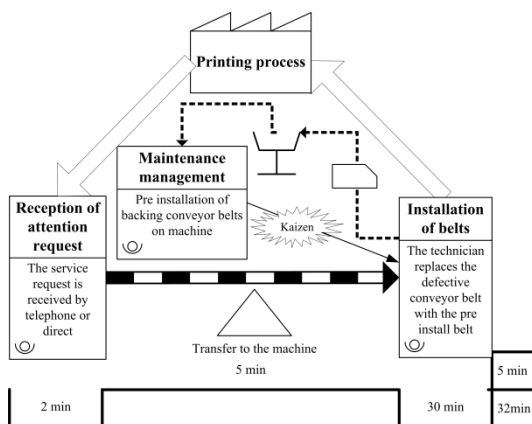 Printing process
Maintenance
management
Pre installation of
backing conveyor belts
on machine
Kaizen
Reception of
attention
request
The service
request is
received by
telephone or
direct
Installation
of belts
The technician
replaces the
defective
conveyor belt
with the pre
install belt
Transfer to the machine
5 min
5 min
2 min
30 min
32min